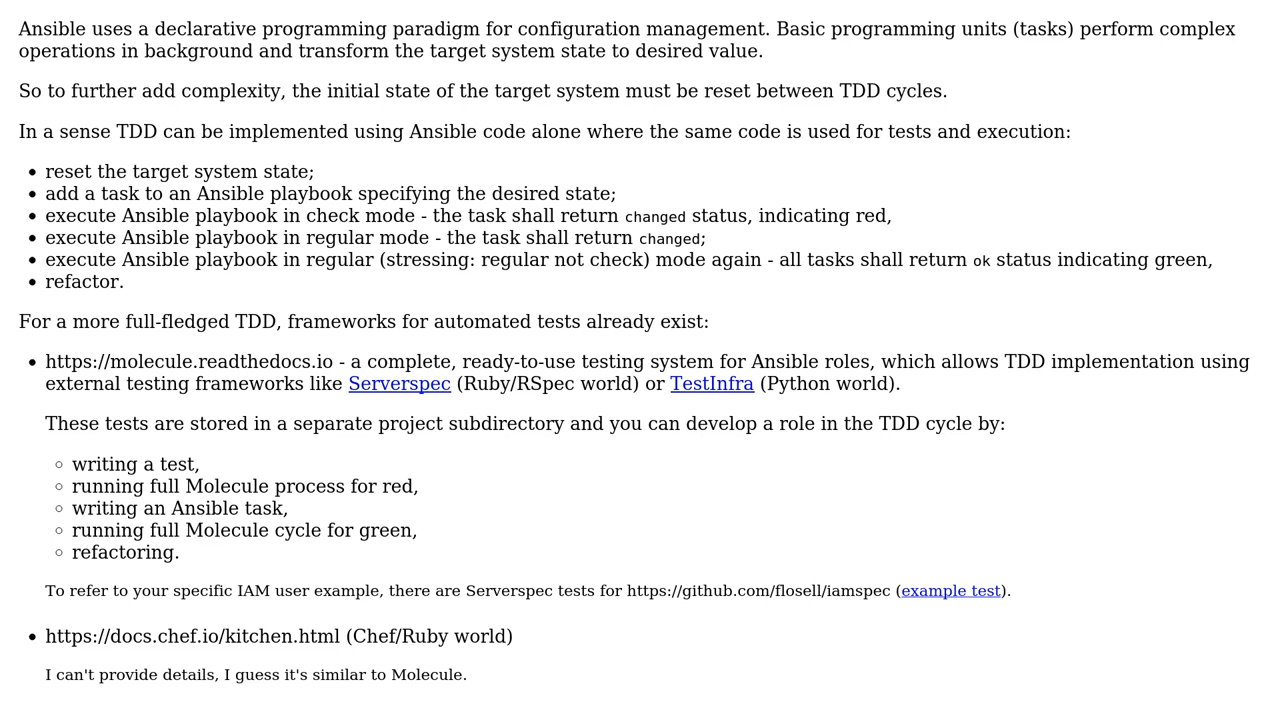 Ansible uses a declarative programming paradigm for configuration management. Basic programming units (tasks) perform complex
operations in background and transform the target system state to desired value.
So to further add complexity, the initial state of the target system must be reset between TDD cycles.
In a sense TDD can be implemented using Ansible code alone where the same code is used for tests and execution:
• reset the target system state;
• add a task to an Ansible playbook specifying the desired state;
• execute Ansible playbook in check mode - the task shall return changed status, indicating red,
• execute Ansible playbook in regular mode - the task shall return changed;
• execute Ansible playbook in regular (stressing: regular not check) mode again - all tasks shall return ok status indicating green,
• refactor.
For a more full-fledged TDD, frameworks for automated tests already exist:
• https://molecule.readthedocs.io - a complete, ready-to-use testing system for Ansible roles, which allows TDD implementation using
external testing frameworks like Serverspec (Ruby/RSpec world) or TestInfra (Python world).
These tests are stored in a separate project subdirectory and you can develop a role in the TDD cycle by:
◦ writing a test,
◦ running full Molecule process for red,
◦ writing an Ansible task,
◦ running full Molecule cycle for green,
◦ refactoring.
To refer to your specific IAM user example, there are Serverspec tests for https://github.com/flosell/iamspec (example test).
• https://docs.chef.io/kitchen.html (Chef/Ruby world)
I can't provide details, I guess it's similar to Molecule.